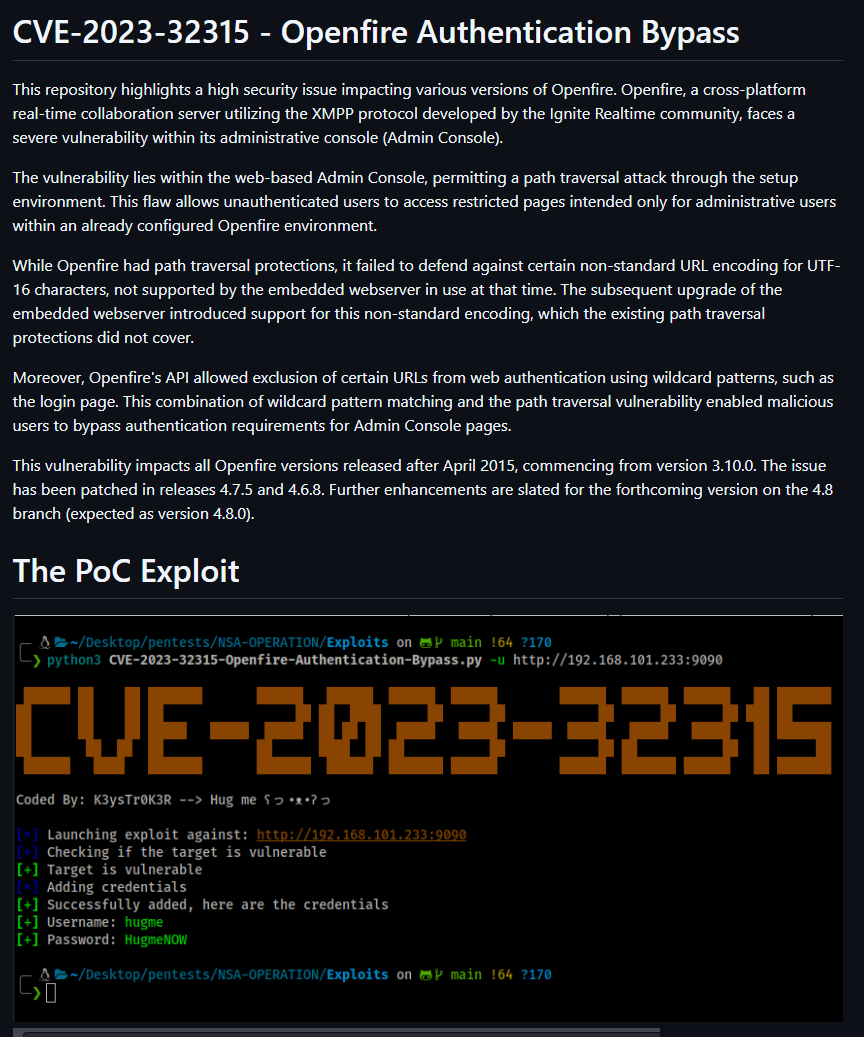 CVE-2023-32315 - Openfire Authentication Bypass
This repository highlights a high security issue impacting various versions of Openfire. Openfire, a cross-platform
real-time collaboration server utilizing the XMPP protocol developed by the Ignite Realtime community, faces a
severe vulnerability within its administrative console (Admin Console).
The vulnerability lies within the web-based Admin Console, permitting a path traversal attack through the setup
environment. This flaw allows unauthenticated users to access restricted pages intended only for administrative users
within an already configured Openfire environment.
While Openfire had path traversal protections, it failed to defend against certain non-standard URL encoding for UTF-
16 characters, not supported by the embedded webserver in use at that time. The subsequent upgrade of the
embedded webserver introduced support for this non-standard encoding, which the existing path traversal
protections did not cover.
Moreover, Openfire's API allowed exclusion of certain URLs from web authentication using wildcard patterns, such as
the login page. This combination of wildcard pattern matching and the path traversal vulnerability enabled malicious
users to bypass authentication requirements for Admin Console pages.
This vulnerability impacts all Openfire versions released after April 2015, commencing from version 3.10.0. The issue
has been patched in releases 4.7.5 and 4.6.8. Further enhancements are slated for the forthcoming version on the 4.8
branch (expected as version 4.8.0).
The PoC Exploit
~/Desktop/pentests/NSA-OPERATION/Exploits on main !64 ?170
❯ python3 CVE-2023-32315-Openfire-Authentication-Bypass.py -u http://192.168.101.233:9090
CVE-2023-32315
Coded By: K3ysTr0K3R --> Hug me ʕっ•ᴥ•ʔっ
[*] Launching exploit against: http://192.168.101.233:9090
[*] Checking if the target is vulnerable
[+] Target is vulnerable
[*] Adding credentials
[+] Successfully added, here are the credentials
[+] Username: hugme
[+] Password: HugmeNOW
~/Desktop/pentests/NSA-OPERATION/Exploits on main !64 ?170
❯